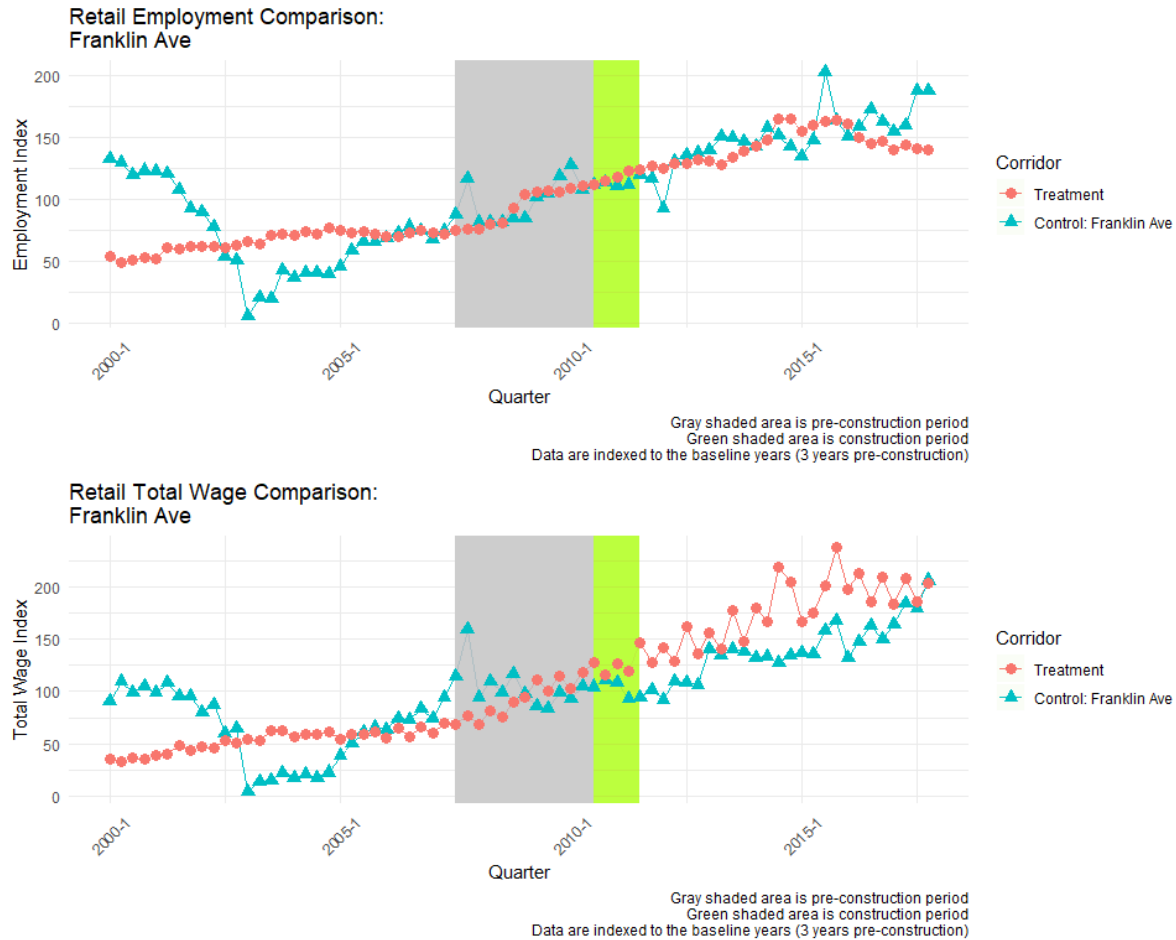 Retail Employment Comparison:
Franklin Ave
Employment Index
200
150
100
50
0
2000-1
2005-1
2010-1
2015-1
Quarter
Corridor
Treatment
Control: Franklin Ave
Gray shaded area is pre-construction period
Green shaded area is construction period
Data are indexed to the baseline years (3 years pre-construction)
Retail Total Wage Comparison:
Franklin Ave
Total Wage Index
200
150
100
50
0
2000-1
2005-1
2010-1
2015-1
Quarter
Corridor
Treatment
Control: Franklin Ave
Gray shaded area is pre-construction period
Green shaded area is construction period
Data are indexed to the baseline years (3 years pre-construction)